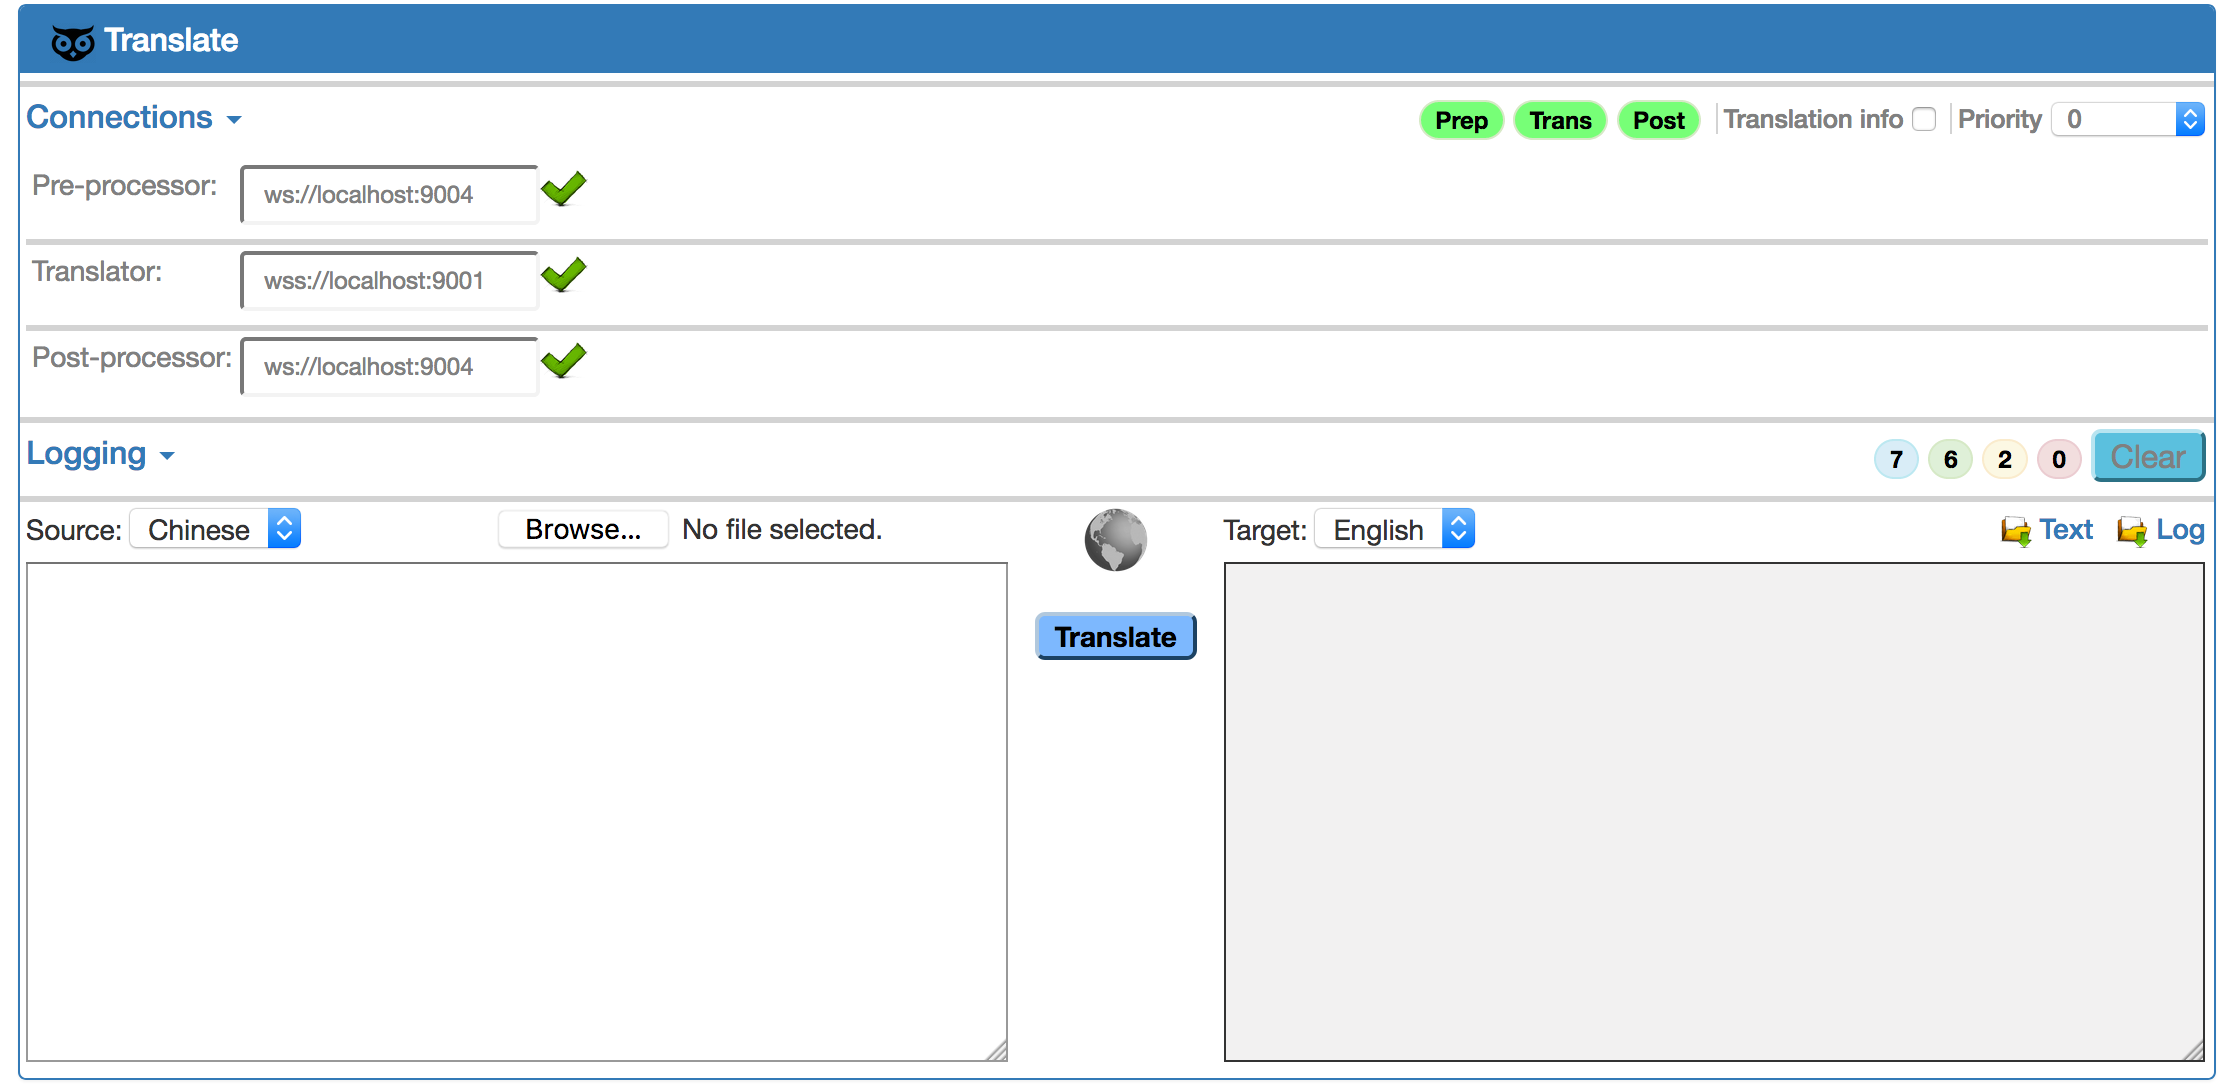 Translate
Connections Prep Trans Post Translation info Priority 0
Pre-processor: ws://localhost:9004
Translator: wss://localhost:9001
Post-processor: ws://localhost:9004
Logging 7 6 2 0 Clear
Source: Chinese Browse... No file selected. Target: English Text Log
Translate